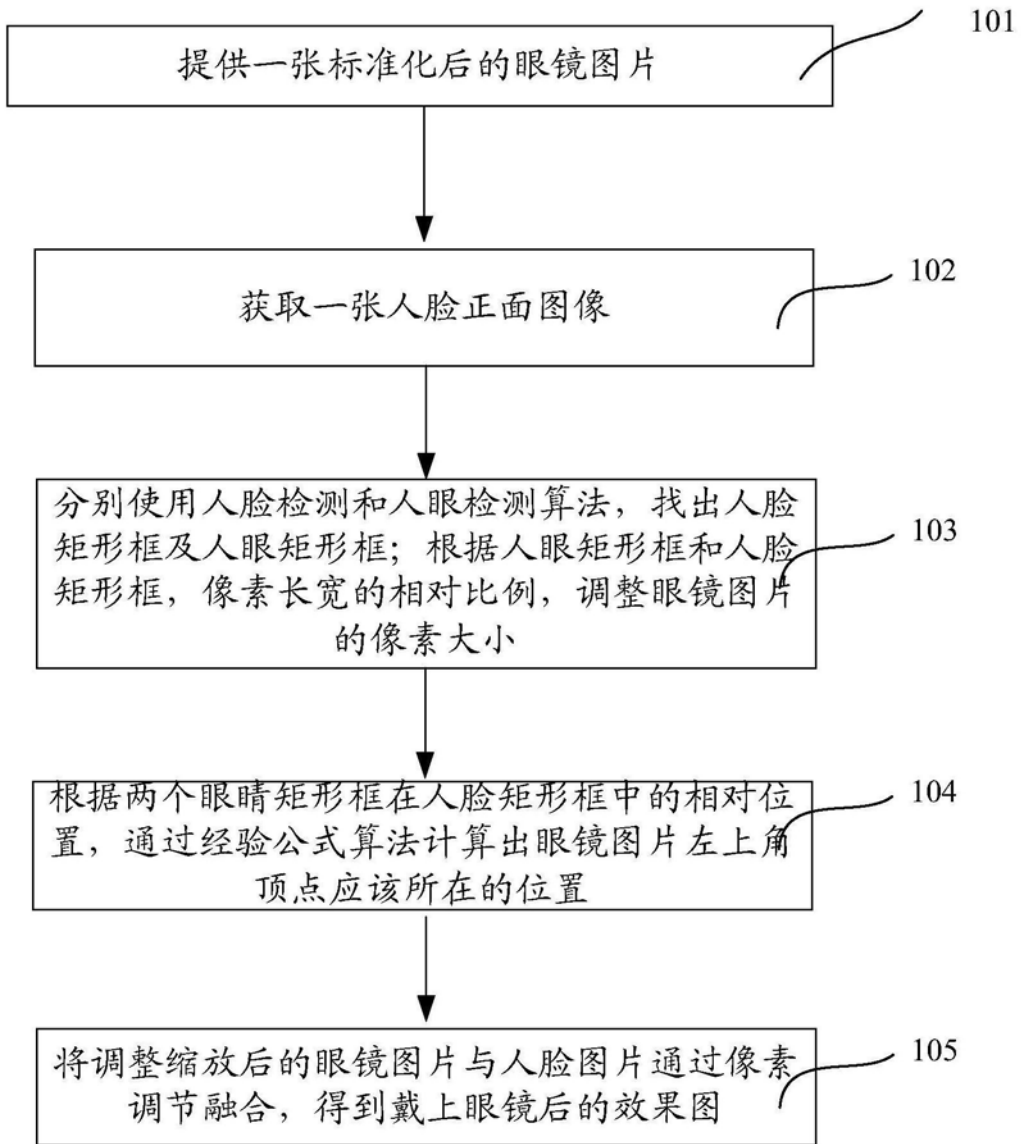 101
提供一张标准化后的眼镜图片
102
获取一张人脸正面图像
分别使用人脸检测和人眼检测算法，找出人脸
矩形框及人眼矩形框；根据人眼矩形框和人脸
矩形框，像素长宽的相对比例，调整眼镜图片
的像素大小
103
根据两个眼睛矩形框在人脸矩形框中的相对位
置，通过经验公式算法计算出眼镜图片左上角
顶点应该所在的位置
104
将调整缩放后的眼镜图片与人脸图片通过像素
调节融合，得到戴上眼镜后的效果图
105